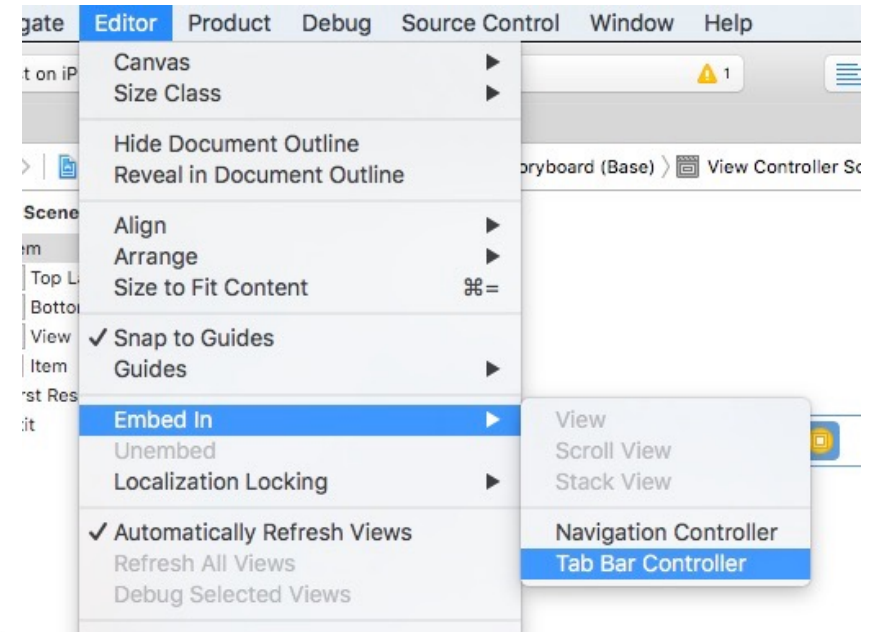 gate Editor Product Debug Source Control Window Help
t on iP 1
Canvas
Size Class
Hide Document Outline
Reveal in Document Outline
oryboard (Base) 〉 View Controller Sc
Scene
Align
em
Arrange
Top La
Size to Fit Content ⌘=
Bottor
View ✓ Snap to Guides
Item
Guides
rst Res
Embed In
View
it
Unembed
Scroll View
Localization Locking
Stack View
✓ Automatically Refresh Views
Navigation Controller
Refresh All Views
Tab Bar Controller
Debug Selected Views